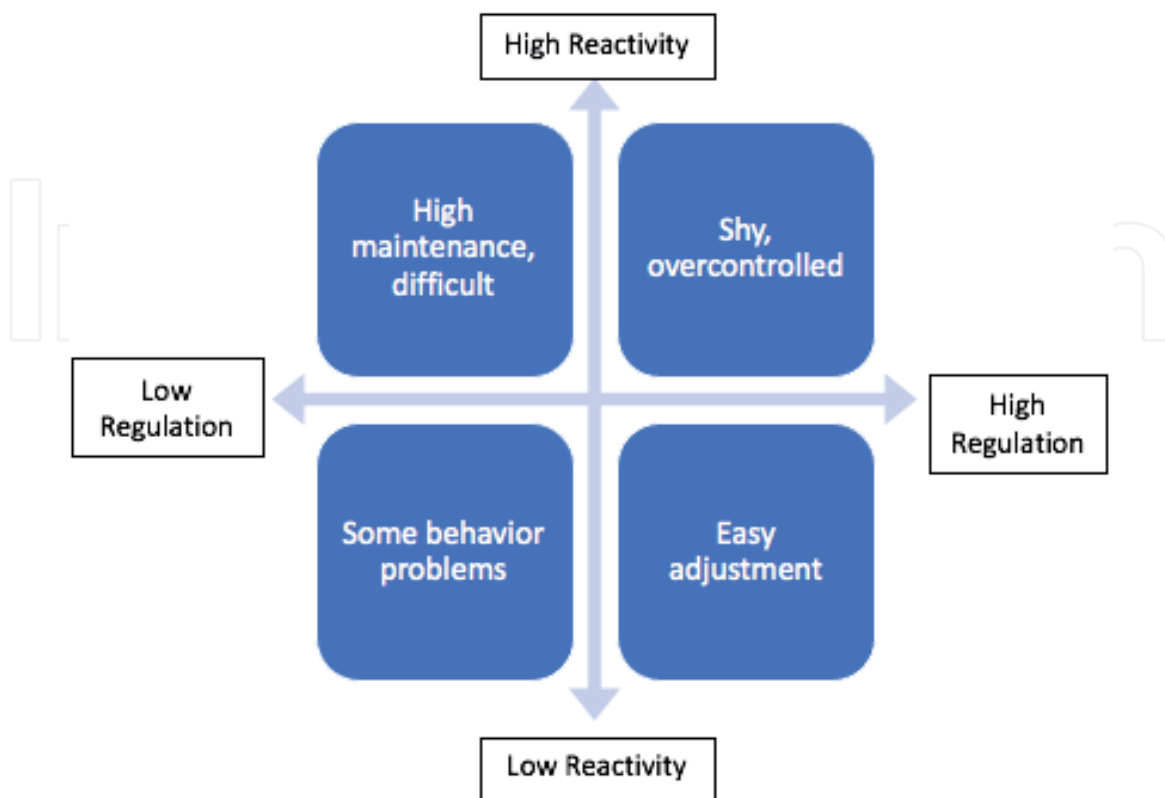 High Reactivity
High
maintenance,
difficult
Shy,
overcontrolled
Low
Regulation
High
Regulation
Some behavior
problems
Easy
adjustment
Low Reactivity